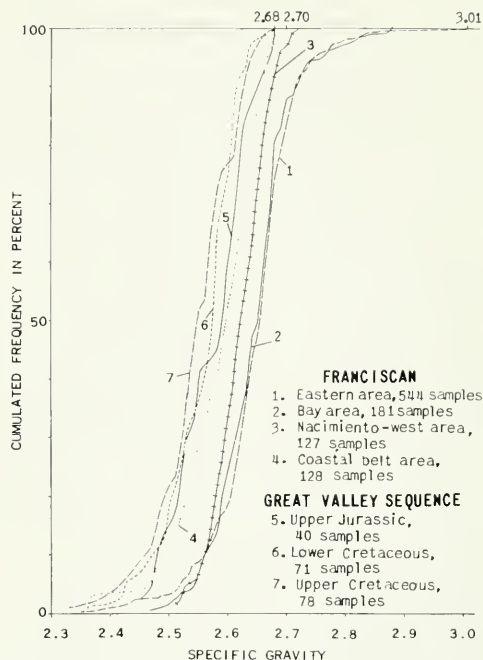 2.68 2.70 3.01
100
50
0
CUMULATED FREQUENCY IN PERCENT
3
1
5
2
6
7
4
FRANCISCAN
1. Eastern area, 544 samples
2. Bay area, 181 samples
3. Nacimiento-west area,
127 samples
4. Coastal belt area,
128 samples
GREAT VALLEY SEQUENCE
5. Upper Jurassic,
40 samples
6. Lower Cretaceous,
71 samples
7. Upper Cretaceous,
78 samples
2.3 2.4 2.5 2.6 2.7 2.8 2.9 3.0
SPECIFIC GRAVITY